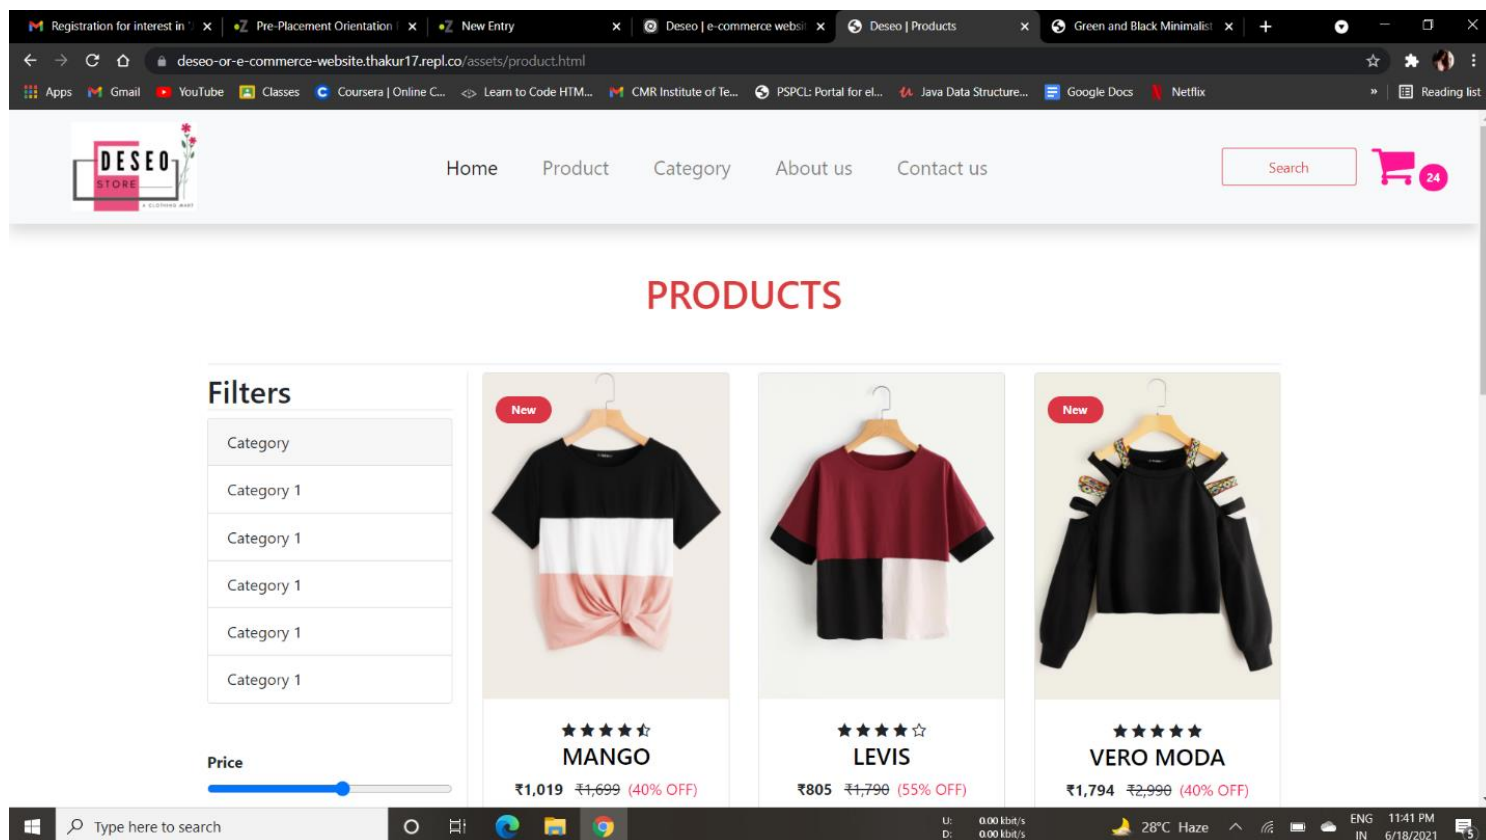 Registration for interest in '
Pre-Placement Orientation
New Entry
Deseo | e-commerce websit
Deseo | Products
Green and Black Minimalist
deseo-or-e-commerce-website.thakur17.repl.co/assets/product.html
Apps
Gmail
YouTube
Classes
Coursera | Online C...
Learn to Code HTM...
CMR Institute of Te...
PSPCL: Portal for el...
Java Data Structure...
Google Docs
Netflix
»
Reading list
DESEO
STORE
A CLOTHING MART
Home
Product
Category
About us
Contact us
Search
24
PRODUCTS
Filters
Category
Category 1
Category 1
Category 1
Category 1
Category 1
Price
New
MANGO
₹1,019 ₹1,699 (40% OFF)
LEVIS
₹805 ₹1,790 (55% OFF)
New
VERO MODA
₹1,794 ₹2,990 (40% OFF)
Type here to search
U: 0.00 kbit/s
D: 0.00 kbit/s
28°C Haze
ENG
IN
11:41 PM
6/18/2021
5